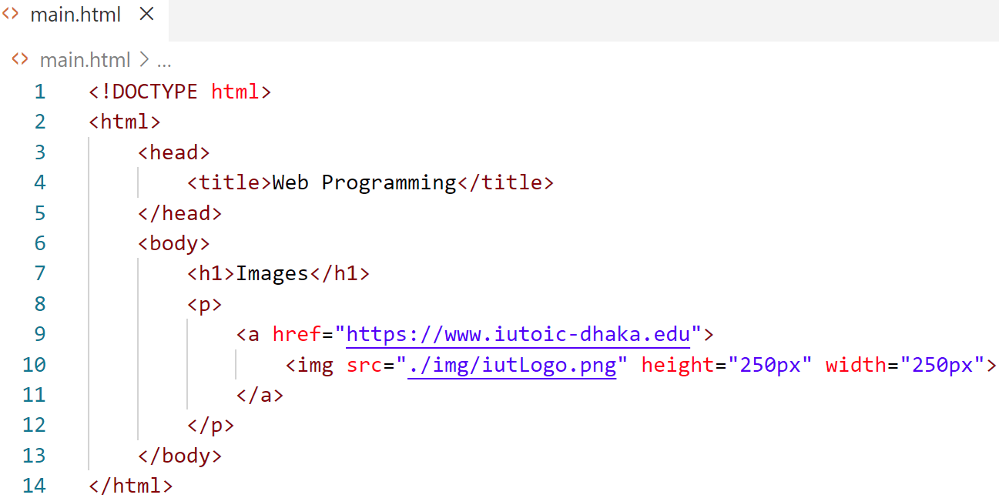 main.html
main.html > ...
1 <!DOCTYPE html>
2 <html>
3 <head>
4 <title>Web Programming</title>
5 </head>
6 <body>
7 <h1>Images</h1>
8 <p>
9 <a href="https://www.iutoic-dhaka.edu">
10 <img src="./img/iutLogo.png" height="250px" width="250px">
11 </a>
12 </p>
13 </body>
14 </html>